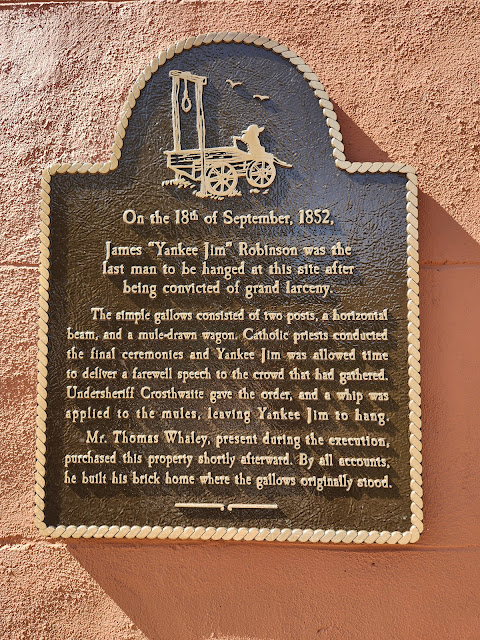 On the 18th of September, 1852,
James "Yankee Jim" Robinson was the
last man to be hanged at this site after
being convicted of grand larceny.
The simple gallows consisted of two posts, a horizontal
beam, and a mule-drawn wagon. Catholic priests conducted
the final ceremonies and Yankee Jim was allowed time
to deliver a farewell speech to the crowd that had gathered.
Undersheriff Crosthwaite gave the order, and a whip was
applied to the mules, leaving Yankee Jim to hang.
Mr. Thomas Whaley, present during the execution,
purchased this property shortly afterward. By all accounts,
he built his brick home where the gallows originally stood.